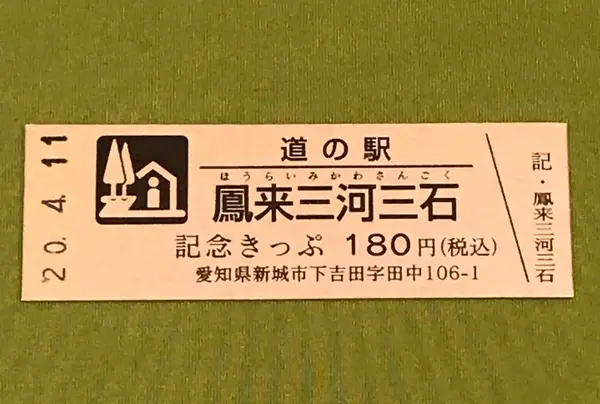 20.4.11
道の駅
ほうらいみかわさんごく
鳳来三河三石
記念きっぷ 180円(税込)
愛知県新城市下吉田字田中106-1
記・鳳来三河三石